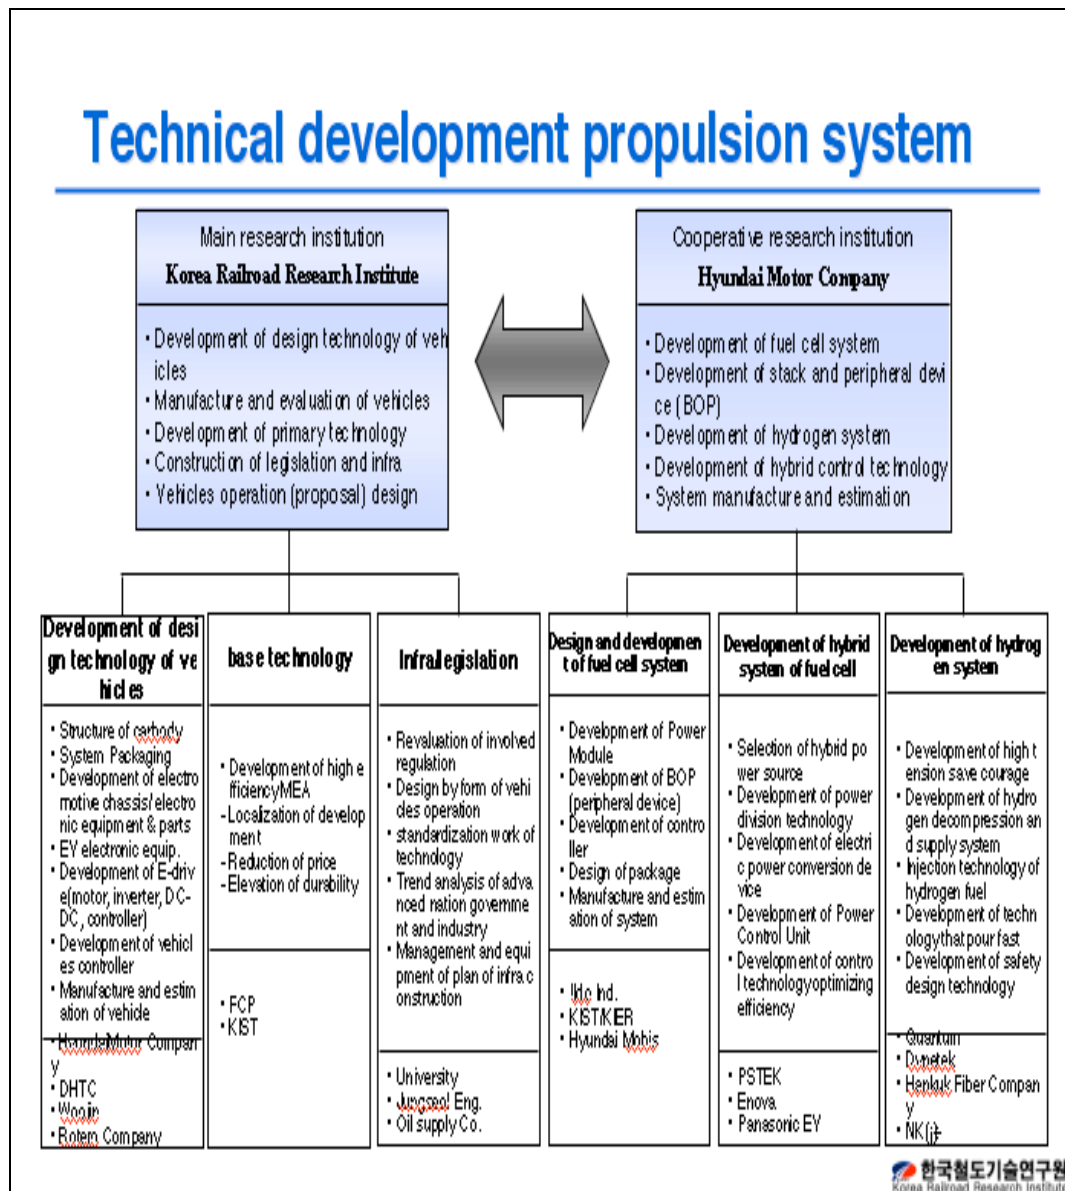 Technical development propulsion system
Main research institution
Korea Railroad Research Institute
• Development of design technology of veh
icles
• Manufacture and evaluation of vehicles
• Development of primary technology
• Construction of legislation and infra
• Vehicles operation (proposal) design
Cooperative research institution
Hyundai Motor Company
• Development of fuel cell system
• Development of stack and peripheral devi
ce (BOP)
• Development of hydrogen system
• Development of hybrid control technology
• System manufacture and estimation
Development of desi
gn technology of ve
hicles
• Structure of carbody
• System Packaging
• Development of electro
motive chassis/ electro
nic equipment & parts
• EV electronic equip.
• Development of E-driv
e(motor, inverter, DC-
DC, controller)
• Development of vehicl
es controller
• Manufacture and estim
ation of vehicle
• HyundaiMotor Compan
y
• DHTC
• Woojin
• Rotem Company
base technology
• Development of high e
fficiency MEA
-Localization of develop
ment
-Reduction of price
-Elevation of durability
• FCP
• KIST
Infra/legislation
• Revaluation of involved
regulation
• Design by form of vehi
cles operation
• standardization work of
technology
• Trend analysis of adva
nced nation governme
nt and industry
• Management and equi
pment of plan of infra c
onstruction
• University
• Jungseol Eng.
• Oil supply Co.
Design and developmen
t of fuel cell system
• Development of Power
Module
• Development of BOP
(peripheral device)
• Development of contro
ller
• Design of package
• Manufacture and estim
ation of system
• Ind.
• KIST/KIER
• Hyundai Mobis
Development of hybrid
system of fuel cell
• Selection of hybrid po
wer source
• Development of power
division technology
• Development of electri
c power conversion de
vice
• Development of Power
Control Unit
• Development of contro
l technology optimizing
efficiency
• PSTEK
• Enova
• Panasonic EV
Development of hydrog
en system
• Development of high t
ension save courage
• Development of hydro
gen decompression an
d supply system
• Injection technology of
hydrogen fuel
• Development of techn
ology that pour fast
• Development of safety
design technology
• Quantum
• Dynetek
• Hankuk Fiber Compan
y
• NK
한국철도기술연구원
Korea Railroad Research Institute